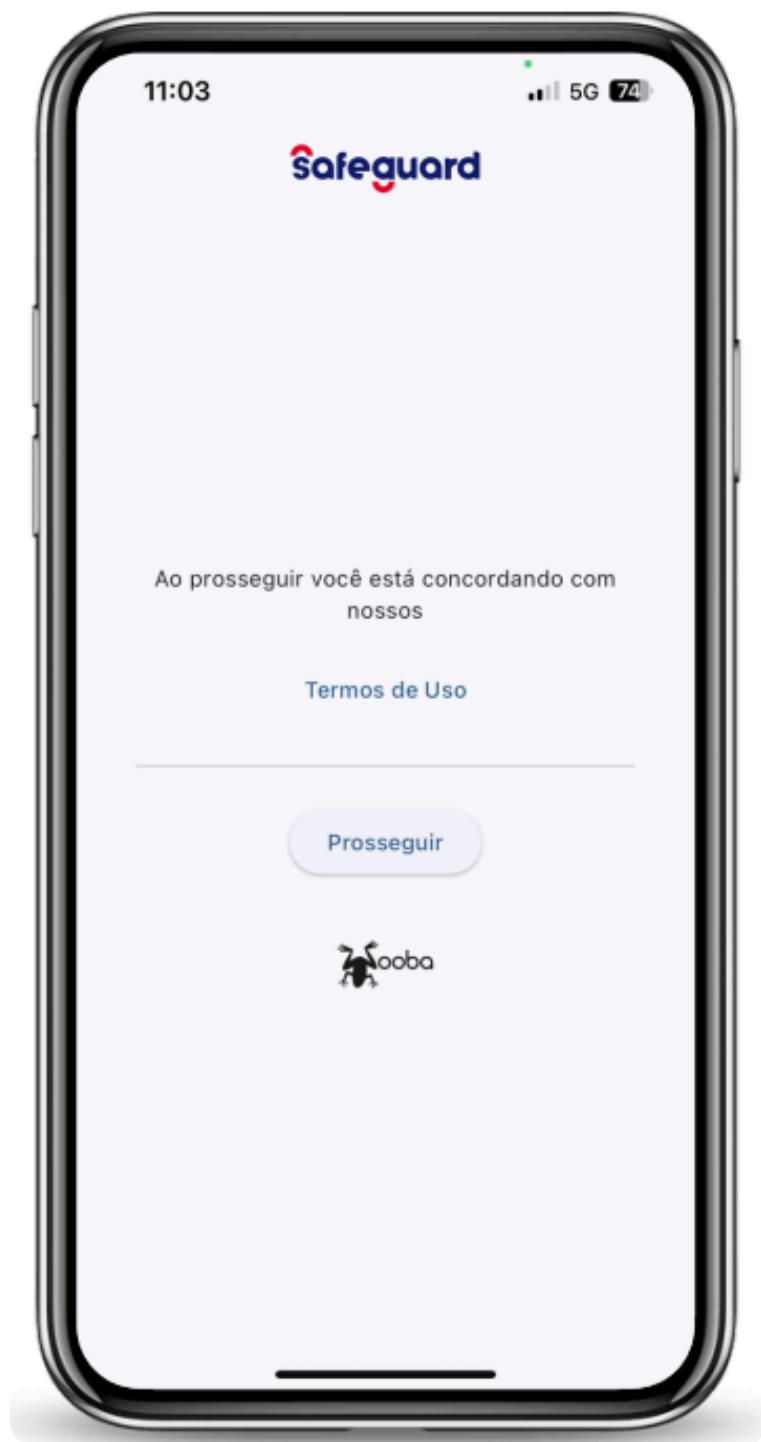 11:03
5G 74
safeguard
Ao prosseguir você está concordando com
nossos
Termos de Uso
Prosseguir
ooba